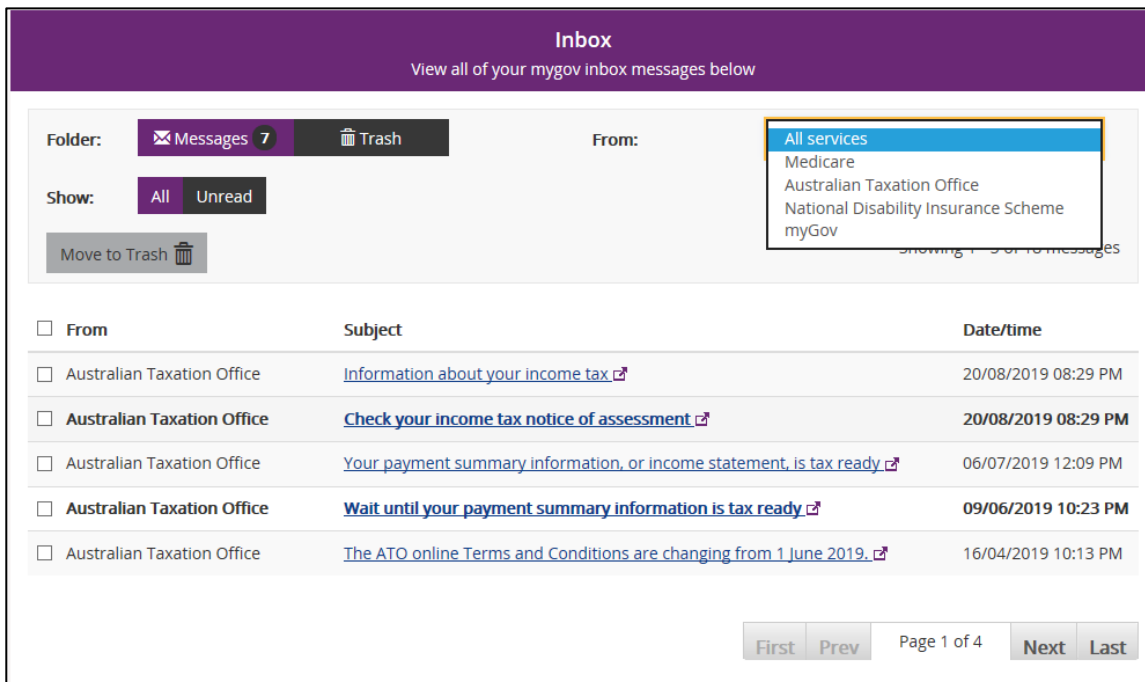 Inbox
View all of your mygov inbox messages below
Folder: Messages 7 Trash From: All services
Medicare
Australian Taxation Office
National Disability Insurance Scheme
myGov
Show: All Unread
Move to Trash
messages
From Subject Date/time
Australian Taxation Office Information about your income tax 20/08/2019 08:29 PM
Australian Taxation Office Check your income tax notice of assessment 20/08/2019 08:29 PM
Australian Taxation Office Your payment summary information, or income statement, is tax ready 06/07/2019 12:09 PM
Australian Taxation Office Wait until your payment summary information is tax ready 09/06/2019 10:23 PM
Australian Taxation Office The ATO online Terms and Conditions are changing from 1 June 2019. 16/04/2019 10:13 PM
First Prev Page 1 of 4 Next Last